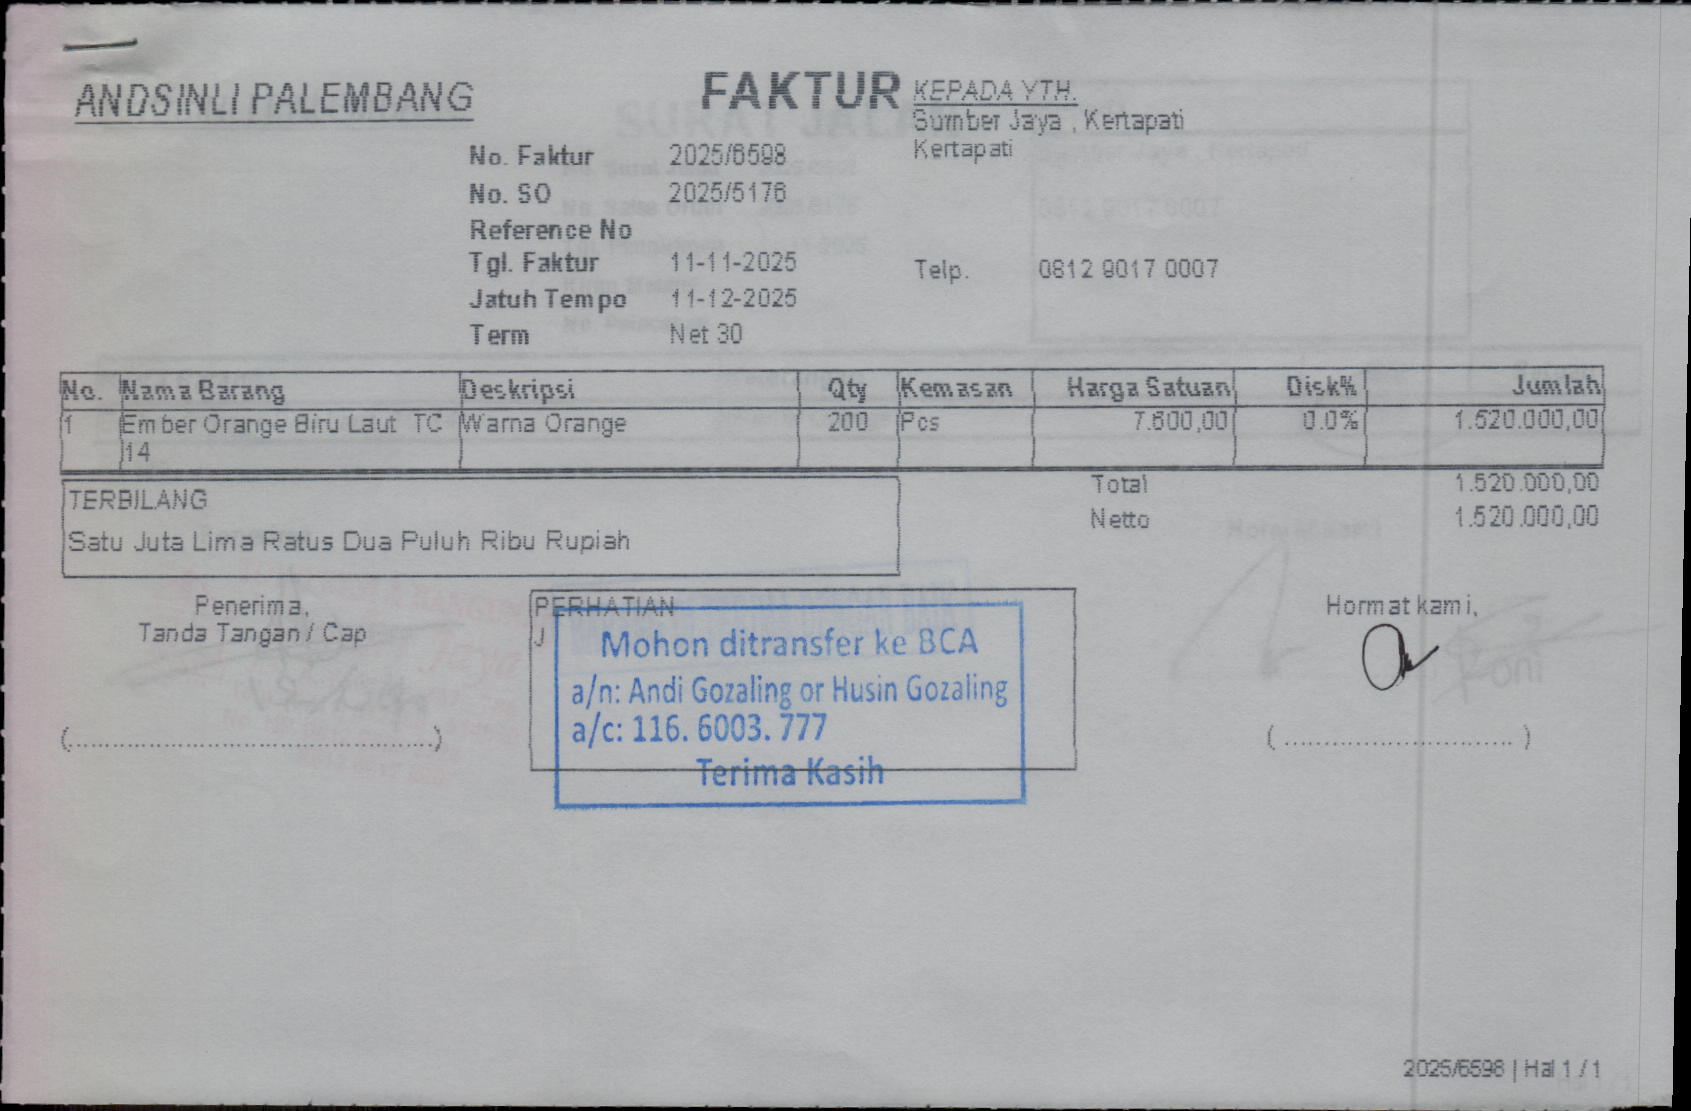 ANDSINLI PALEMBANG
FAKTUR
KEPADA YTH.
Sumber Jaya , Kertapati
Kertapati
No. Faktur 2025/6598
No. SO 2025/5176
Reference No
Tgl. Faktur 11-11-2025
Telp. 0812 9017 0007
Jatuh Tempo 11-12-2025
Term Net 30
No. Nama Barang Deskripsi Qty Kemasan Harga Satuan Disk% Jumlah
1 Ember Orange Biru Laut TC Warna Orange 200 Pcs 7.600,00 0.0% 1.520.000,00
14
Total 1.520.000,00
Netto 1.520.000,00
TERBILANG
Satu Juta Lima Ratus Dua Puluh Ribu Rupiah
Penerima,
Tanda Tangan / Cap
(................................................)
PERHATIAN
J
Mohon ditransfer ke BCA
a/n: Andi Gozaling or Husin Gozaling
a/c: 116. 6003. 777
Terima Kasih
Hormat kami,
( .............................. )
2025/6598 | Hal 1 / 1